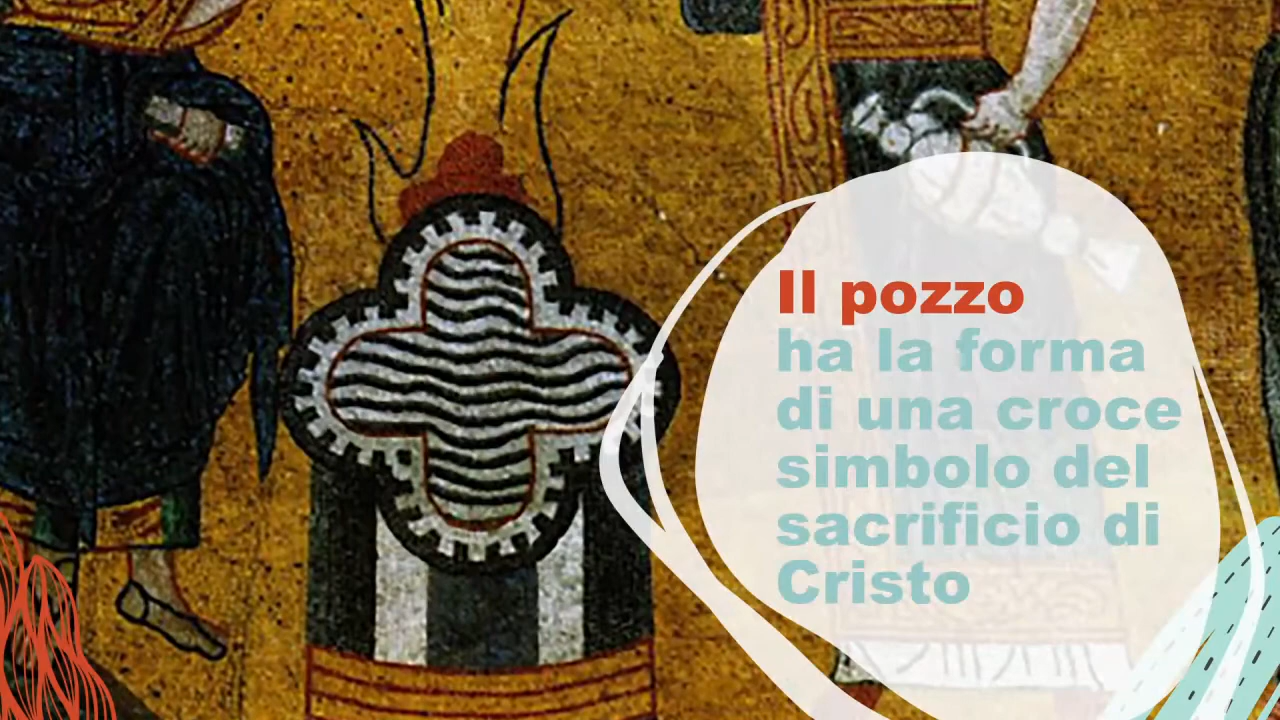 Il pozzo
ha la forma
di una croce
simbolo del
sacrificio di
Cristo